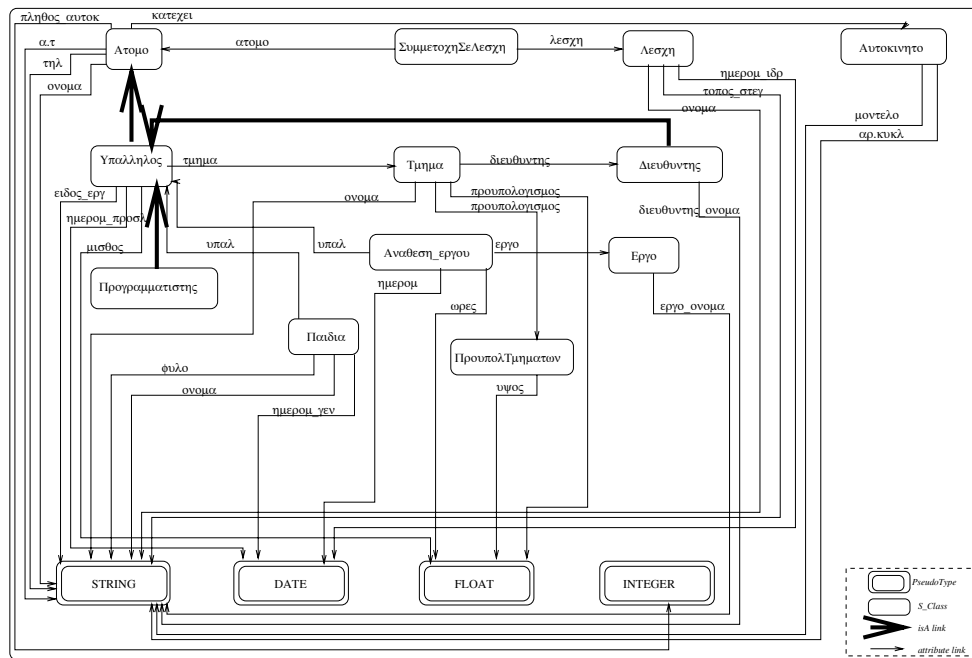 πληθος_αυτοκ
κατεχει
α.τ
Ατομο
ατομο
ΣυμμετοχηΣεΛεσχη
λεσχη
Λεσχη
Αυτοκινητο
τηλ
ονομα
ημερομ_ιδρ
τοπος_στεγ
ονομα
μοντελο
αρ.κυκλ
Υπαλληλος
τμημα
Τμημα
διευθυντης
Διευθυντης
ειδος_εργ
ονομα
προυπολογισμος
προυπολογισμος
διευθυντης_ονομα
ημερομ_προσλ
μισθος
υπαλ
υπαλ
Αναθεση_εργου
εργο
Εργο
Προγραμματιστης
ημερομ
ωρες
εργο_ονομα
Παιδια
ΠρουπολΤμηματων
φυλο
ονομα
υψος
ημερομ_γεν
STRING
DATE
FLOAT
INTEGER
PseudoType
S_Class
isA link
attribute link